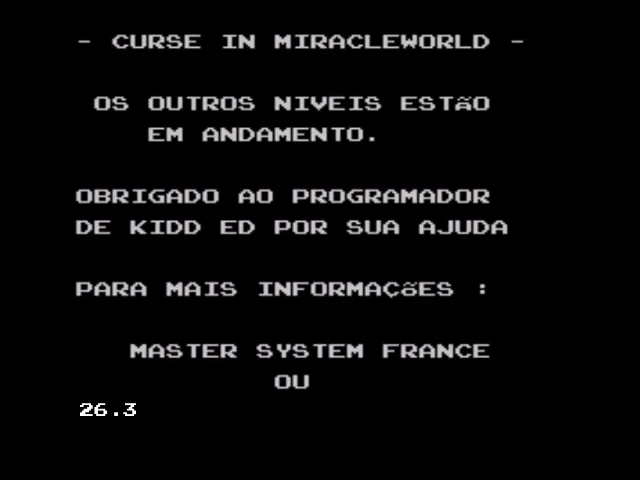 - CURSE IN MIRACLEWORLD -
OS OUTROS NIVEIS ESTãO
EM ANDAMENTO.
OBRIGADO AO PROGRAMADOR
DE KIDD ED POR SUA AJUDA
PARA MAIS INFORMAÇõES :
MASTER SYSTEM FRANCE
OU
26.3